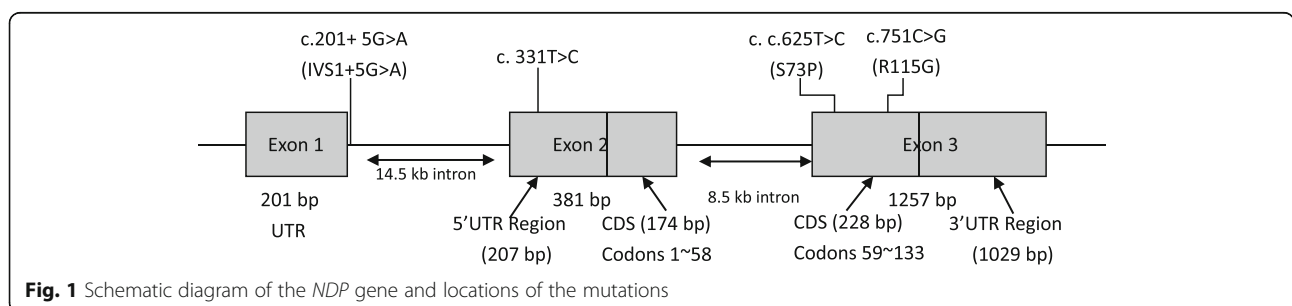 c.201+ 5G>A
(IVS1+5G>A)
c. 331T>C
c. c.625T>C
(S73P)
c.751C>G
(R115G)
Exon 1
Exon 2
Exon 3
14.5 kb intron
8.5 kb intron
201 bp
UTR
381 bp
5'UTR Region
(207 bp)
CDS (174 bp)
Codons 1~58
1257 bp
CDS (228 bp)
Codons 59~133
3'UTR Region
(1029 bp)
Fig. 1 Schematic diagram of the NDP gene and locations of the mutations